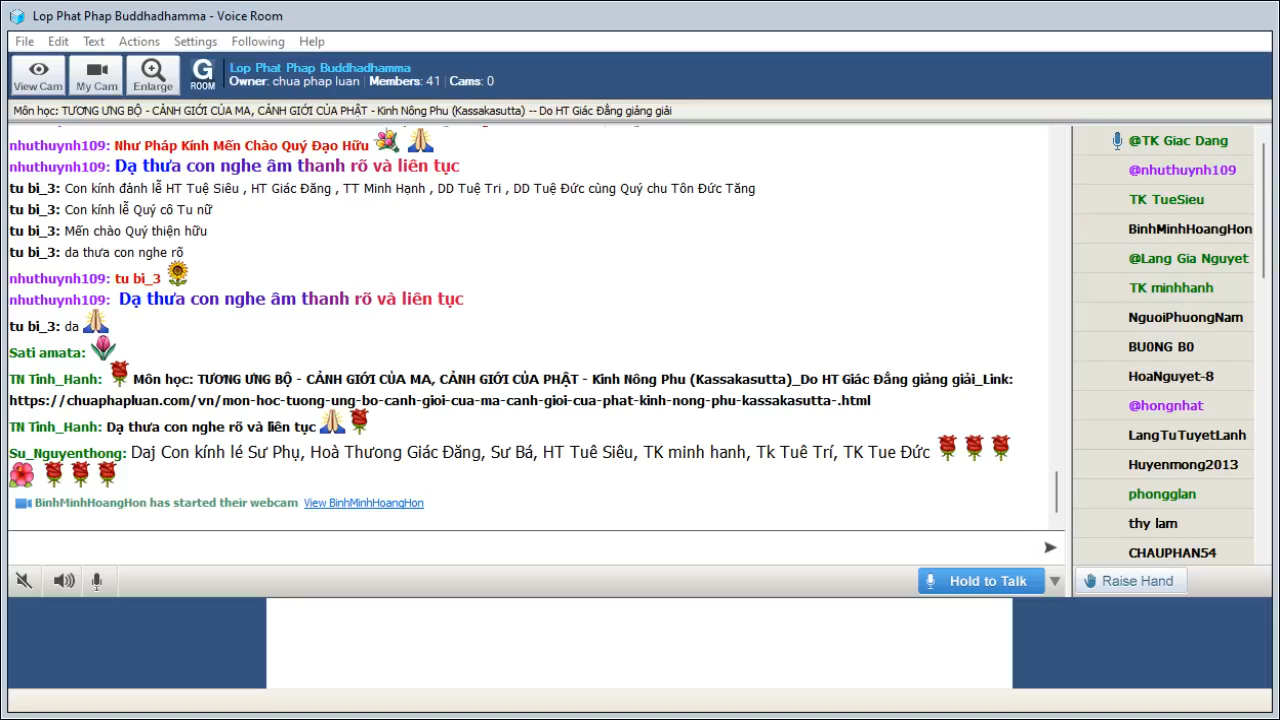 Lop Phat Phap Buddhadhamma - Voice Room
File Edit Text Actions Settings Following Help
View Cam My Cam Enlarge G ROOM
Lop Phat Phap Buddhadhamma
Owner: chua phap luan Members: 41 Cams: 0
Môn học: TƯƠNG ƯNG BỘ - CẢNH GIỚI CỦA MA, CẢNH GIỚI CỦA PHẬT - Kinh Nông Phu (Kassakasutta) -- Do HT Giác Đẳng giảng giải
nhuthuynh109: Như Pháp Kính Mến Chào Quý Đạo Hữu
nhuthuynh109: Dạ thưa con nghe âm thanh rõ và liên tục
tu bi_3: Con kính đảnh lễ HT Tuệ Siêu , HT Giác Đăng , TT Minh Hạnh , DD Tuệ Tri , DD Tuệ Đức cùng Quý chu Tôn Đức Tăng
tu bi_3: Con kính lễ Quý cô Tu nữ
tu bi_3: Mến chào Quý thiện hữu
tu bi_3: da thưa con nghe rõ
nhuthuynh109: tu bi_3
nhuthuynh109: Dạ thưa con nghe âm thanh rõ và liên tục
tu bi_3: da
Sati amata:
TN Tinh_Hanh: Môn học: TƯƠNG ƯNG BỘ - CẢNH GIỚI CỦA MA, CẢNH GIỚI CỦA PHẬT - Kinh Nông Phu (Kassakasutta)_Do HT Giác Đẳng giảng giải_Link:
https://chuaphapluan.com/vn/mon-hoc-tuong-ung-bo-canh-gioi-cua-ma-canh-gioi-cua-phat-kinh-nong-phu-kassakasutta-.html
TN Tinh_Hanh: Dạ thưa con nghe rõ và liên tục
Su_Nguyenthong: Daj Con kính lé Sư Phụ, Hoà Thương Giác Đăng, Sư Bá, HT Tuê Siêu, TK minh hanh, Tk Tuê Trí, TK Tue Đức
BinhMinhHoangHon has started their webcam View BinhMinhHoangHon
Hold to Talk
@TK Giac Dang
@nhuthuynh109
TK TueSieu
BinhMinhHoangHon
@Lang Gia Nguyet
TK minhhanh
NguoiPhuongNam
BU0NG B0
HoaNguyet-8
@hongnhat
LangTuTuyetLanh
Huyenmong2013
phongglan
thy lam
CHAUPHAN54
Raise Hand